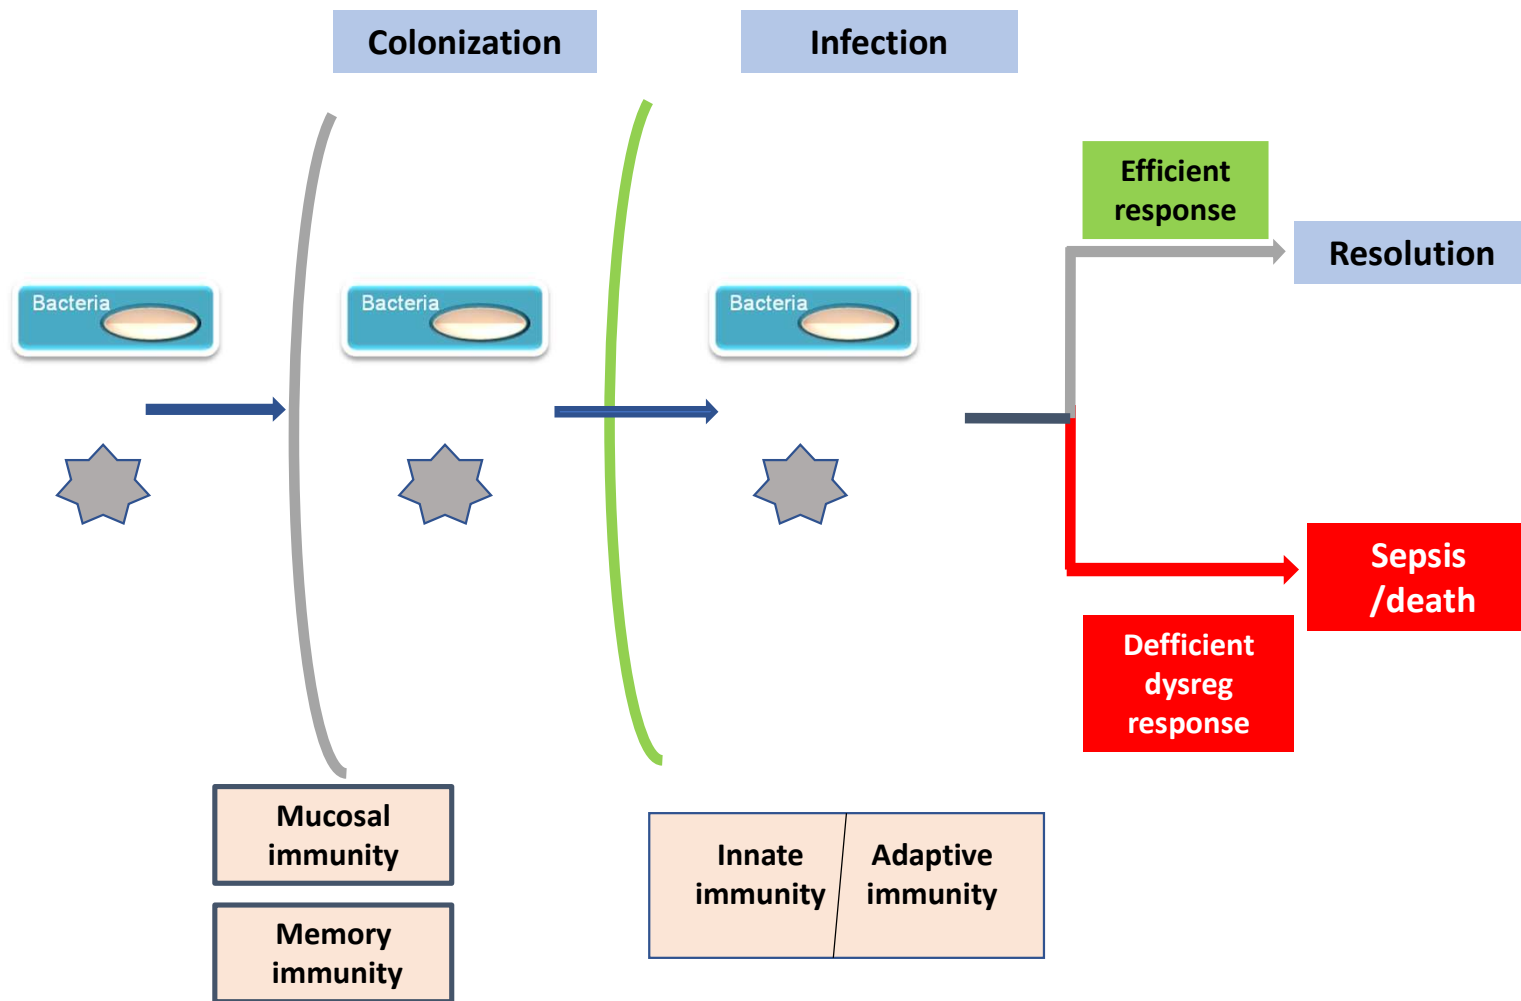 Colonization
Infection
Efficient
response
Resolution
Bacteria
Bacteria
Bacteria
Sepsis
/death
Defficient
dysreg
response
Mucosal
immunity
Memory
immunity
Innate
immunity
Adaptive
immunity